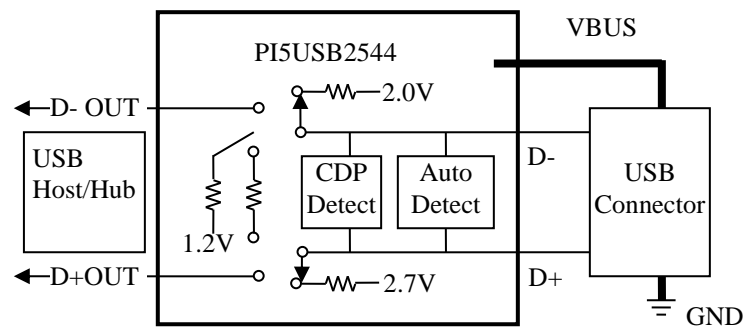 VBUS
PI5USB2544
2.0V
D- OUT
USB
Host/Hub
CDP
Detect
Auto
Detect
D-
USB
Connector
1.2V
D+OUT
2.7V
D+
GND